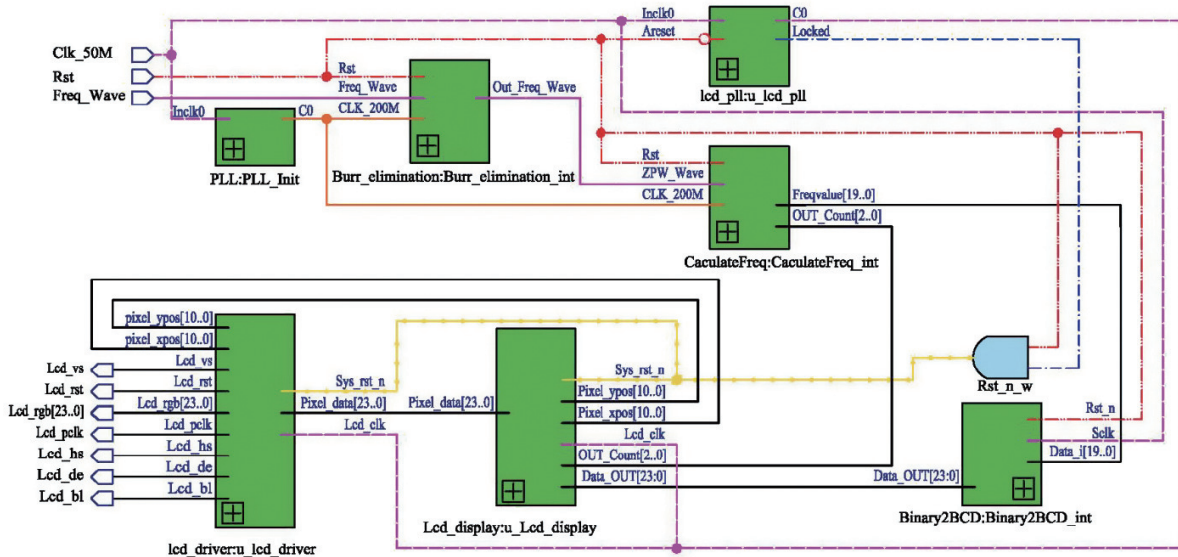 Clk_50M
Rst
Freq_Wave
Inclk0
C0
PLL:PLL_Init
Rst
Freq_Wave
CLK_200M
Out_Freq_Wave
Burr_elimination:Burr_elimination_int
Inclk0
Areset
C0
Locked
lcd_pll:u_lcd_pll
Rst
ZPW_Wave
CLK_200M
Freqvalue[19..0]
OUT_Count[2..0]
CaculateFreq:CaculateFreq_int
pixel_ypos[10..0]
pixel_xpos[10..0]
Lcd_vs
Lcd_rst
Lcd_rgb[23..0]
Lcd_pclk
Lcd_hs
Lcd_de
Lcd_bl
Lcd_vs
Lcd_rst
Lcd_rgb[23..0]
Lcd_pclk
Lcd_hs
Lcd_de
Lcd_bl
Sys_rst_n
Pixel_data[23..0]
Lcd_clk
lcd_driver:u_lcd_driver
Pixel_data[23..0]
Sys_rst_n
Pixel_ypos[10..0]
Pixel_xpos[10..0]
Lcd_clk
OUT_Count[2..0]
Data_OUT[23:0]
Lcd_display:u_Lcd_display
Rst_n_w
Rst_n
Sclk
Data_i[19..0]
Data_OUT[23:0]
Binary2BCD:Binary2BCD_int